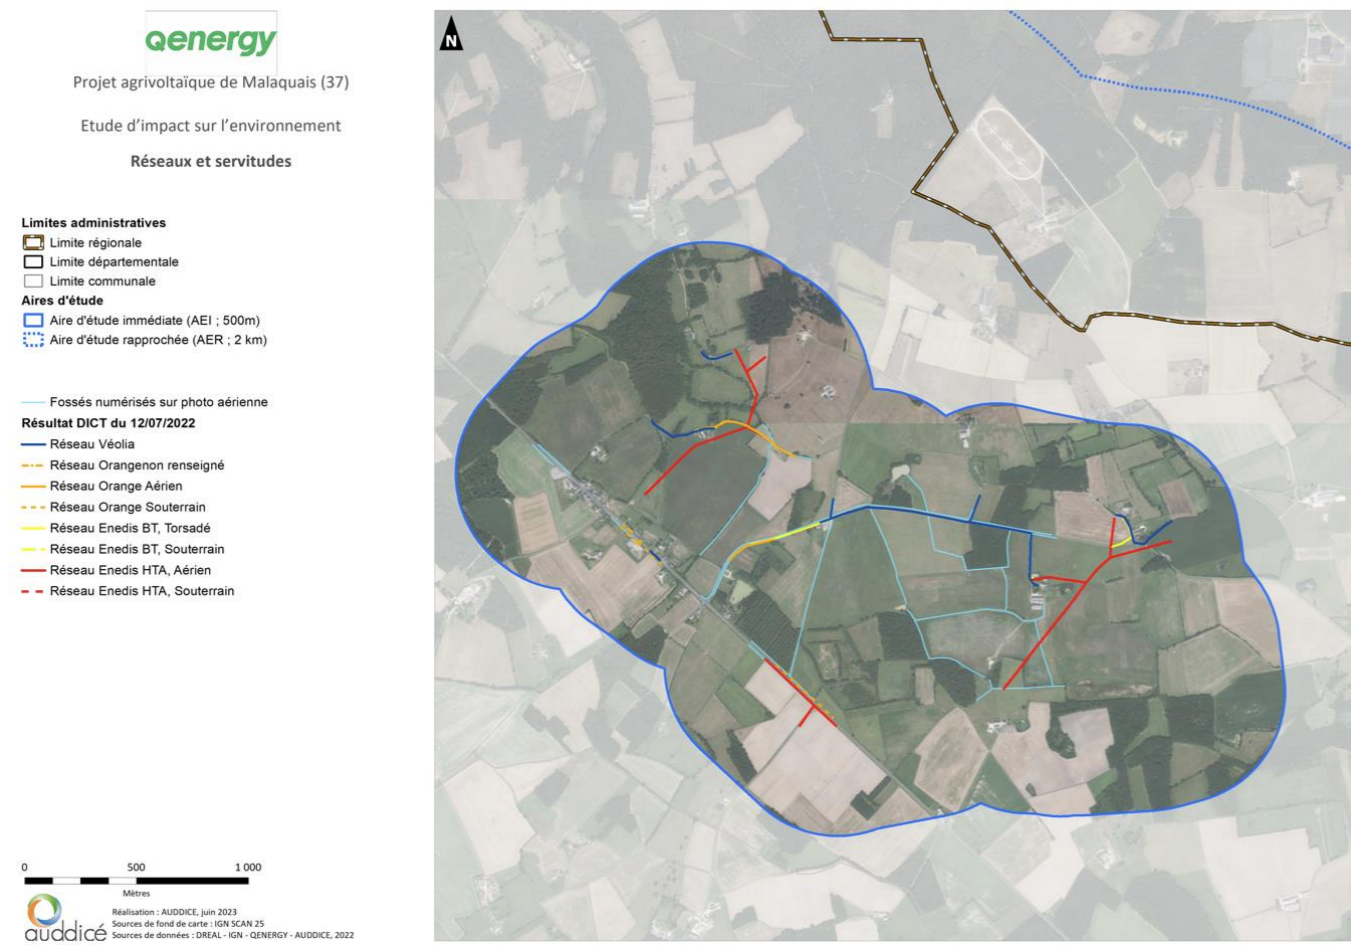 Qenergy
Projet agrivoltaïque de Malaquais (37)
Etude d'impact sur l'environnement
Réseaux et servitudes
Limites administratives
Limite régionale
Limite départementale
Limite communale
Aires d'étude
Aire d'étude immédiate (AEI ; 500m)
Aire d'étude rapprochée (AER ; 2 km)
Fossés numérisés sur photo aérienne
Résultat DICT du 12/07/2022
Réseau Véolia
Réseau Orangenon renseigné
Réseau Orange Aérien
Réseau Orange Souterrain
Réseau Enedis BT, Torsadé
Réseau Enedis BT, Souterrain
Réseau Enedis HTA, Aérien
Réseau Enedis HTA, Souterrain
0 500 1 000
Mètres
auddicé
Réalisation : AUDDICE, juin 2023
Sources de fond de carte : IGN SCAN 25
Sources de données : DREAL - IGN - QENERGY - AUDDICE, 2022
N